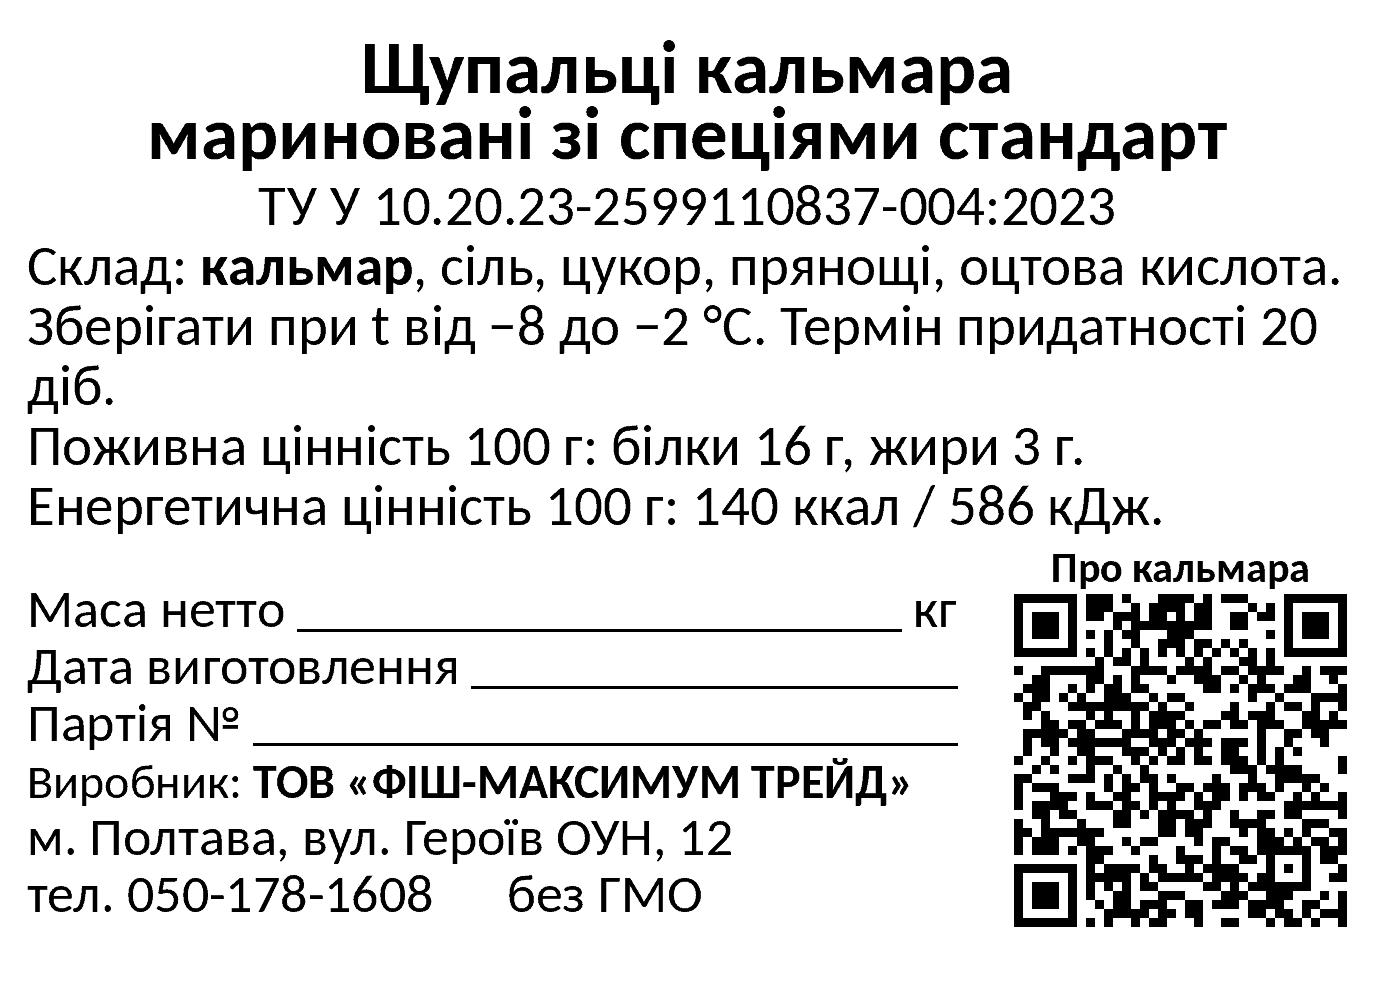 Щупальці кальмара
мариновані зі спеціями стандарт
ТУ У 10.20.23-2599110837-004:2023
Склад: кальмар, сіль, цукор, прянощі, оцтова кислота.
Зберігати при t від −8 до −2 °С. Термін придатності 20
діб.
Поживна цінність 100 г: білки 16 г, жири 3 г.
Енергетична цінність 100 г: 140 ккал / 586 кДж.
Про кальмара
Маса нетто ____________________ кг
Дата виготовлення ________________
Партія № _______________________
Виробник: ТОВ «ФІШ-МАКСИМУМ ТРЕЙД»
м. Полтава, вул. Героїв ОУН, 12
тел. 050-178-1608 без ГМО